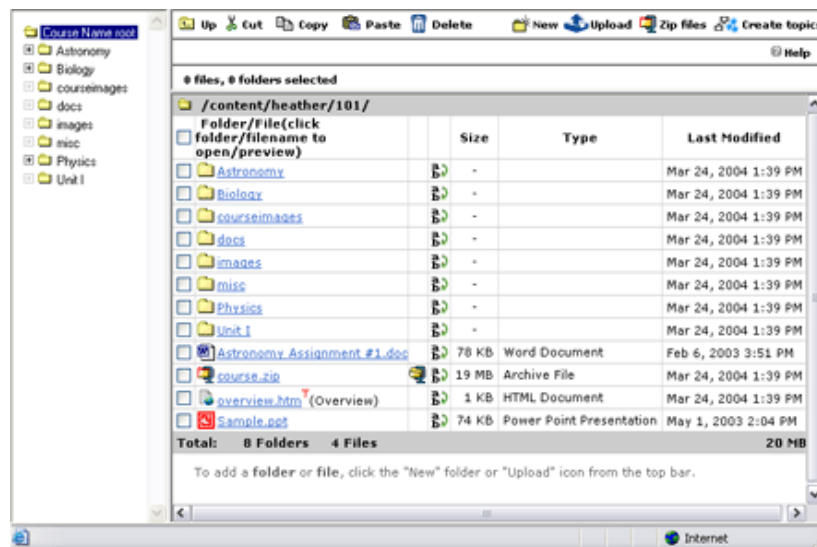 Course Name root
Astronomy
Biology
courseimages
docs
images
misc
Physics
Unit I
Up Cut Copy Paste Delete New Upload Zip files Create topic
Help
0 files, 0 folders selected
/content/heather/101/
Folder/File(click
folder/filename to
open/preview)
Size Type Last Modified
Astronomy - Mar 24, 2004 1:39 PM
Biology - Mar 24, 2004 1:39 PM
courseimages - Mar 24, 2004 1:39 PM
docs - Mar 24, 2004 1:39 PM
images - Mar 24, 2004 1:39 PM
misc - Mar 24, 2004 1:39 PM
Physics - Mar 24, 2004 1:39 PM
Unit I - Mar 24, 2004 1:39 PM
Astronomy Assignment #1.doc 78 KB Word Document Feb 6, 2003 3:51 PM
course.zip 19 MB Archive File Mar 24, 2004 1:39 PM
overview.htm T (Overview) 1 KB HTML Document Mar 24, 2004 1:39 PM
Sample.ppt 74 KB Power Point Presentation May 1, 2003 2:04 PM
Total: 8 Folders 4 Files 20 MB
To add a folder or file, click the "New" folder or "Upload" icon from the top bar.
Internet